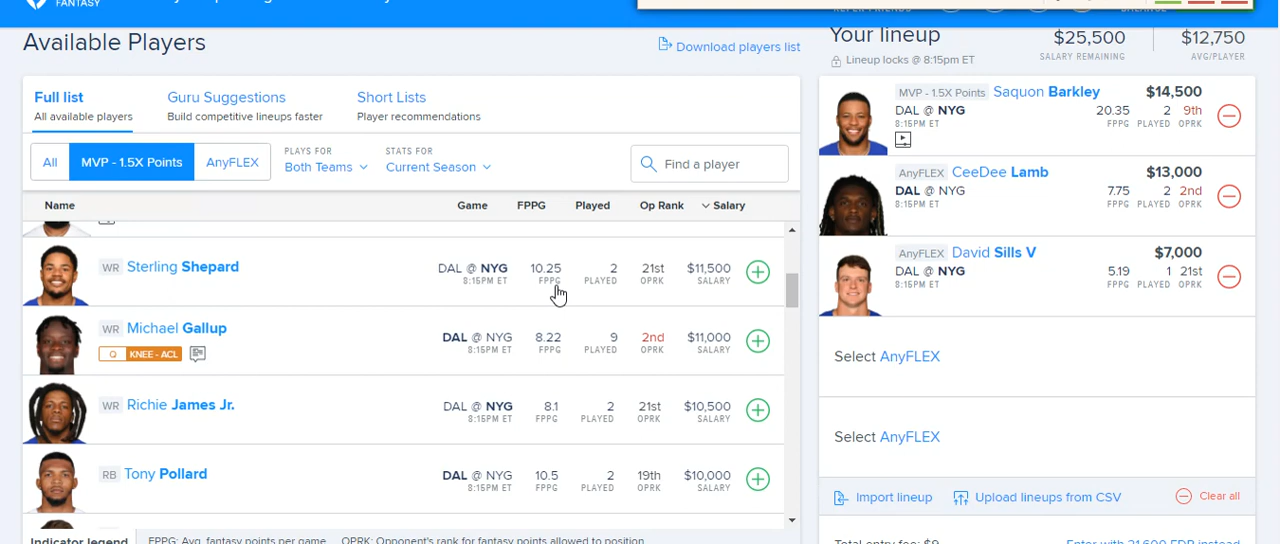 FANTASY
Available Players
Download players list
Full list
All available players
Guru Suggestions
Build competitive lineups faster
Short Lists
Player recommendations
All
MVP - 1.5X Points
AnyFLEX
PLAYS FOR
Both Teams
STATS FOR
Current Season
Find a player
Name Game FPPG Played Op Rank Salary
WR Sterling Shepard DAL @ NYG 10.25 2 21st $11,500
8:15PM ET FPPG PLAYED OPRK SALARY
WR Michael Gallup DAL @ NYG 8.22 9 2nd $11,000
Q KNEE - ACL 8:15PM ET FPPG PLAYED OPRK SALARY
WR Richie James Jr. DAL @ NYG 8.1 2 21st $10,500
8:15PM ET FPPG PLAYED OPRK SALARY
RB Tony Pollard DAL @ NYG 10.5 2 19th $10,000
8:15PM ET FPPG PLAYED OPRK SALARY
Indicator legend FPPG: Avg. fantasy points per game OPRK: Opponent's rank for fantasy points allowed to position
Your lineup $25,500 $12,750
Lineup locks @ 8:15pm ET SALARY REMAINING AVG/PLAYER
MVP - 1.5X Points Saquon Barkley $14,500
DAL @ NYG 20.35 2 9th
8:15PM ET FPPG PLAYED OPRK
AnyFLEX CeeDee Lamb $13,000
DAL @ NYG 7.75 2 2nd
8:15PM ET FPPG PLAYED OPRK
AnyFLEX David Sills V $7,000
DAL @ NYG 5.19 1 21st
8:15PM ET FPPG PLAYED OPRK
Select AnyFLEX
Select AnyFLEX
Import lineup Upload lineups from CSV Clear all
Total entry fee: $9